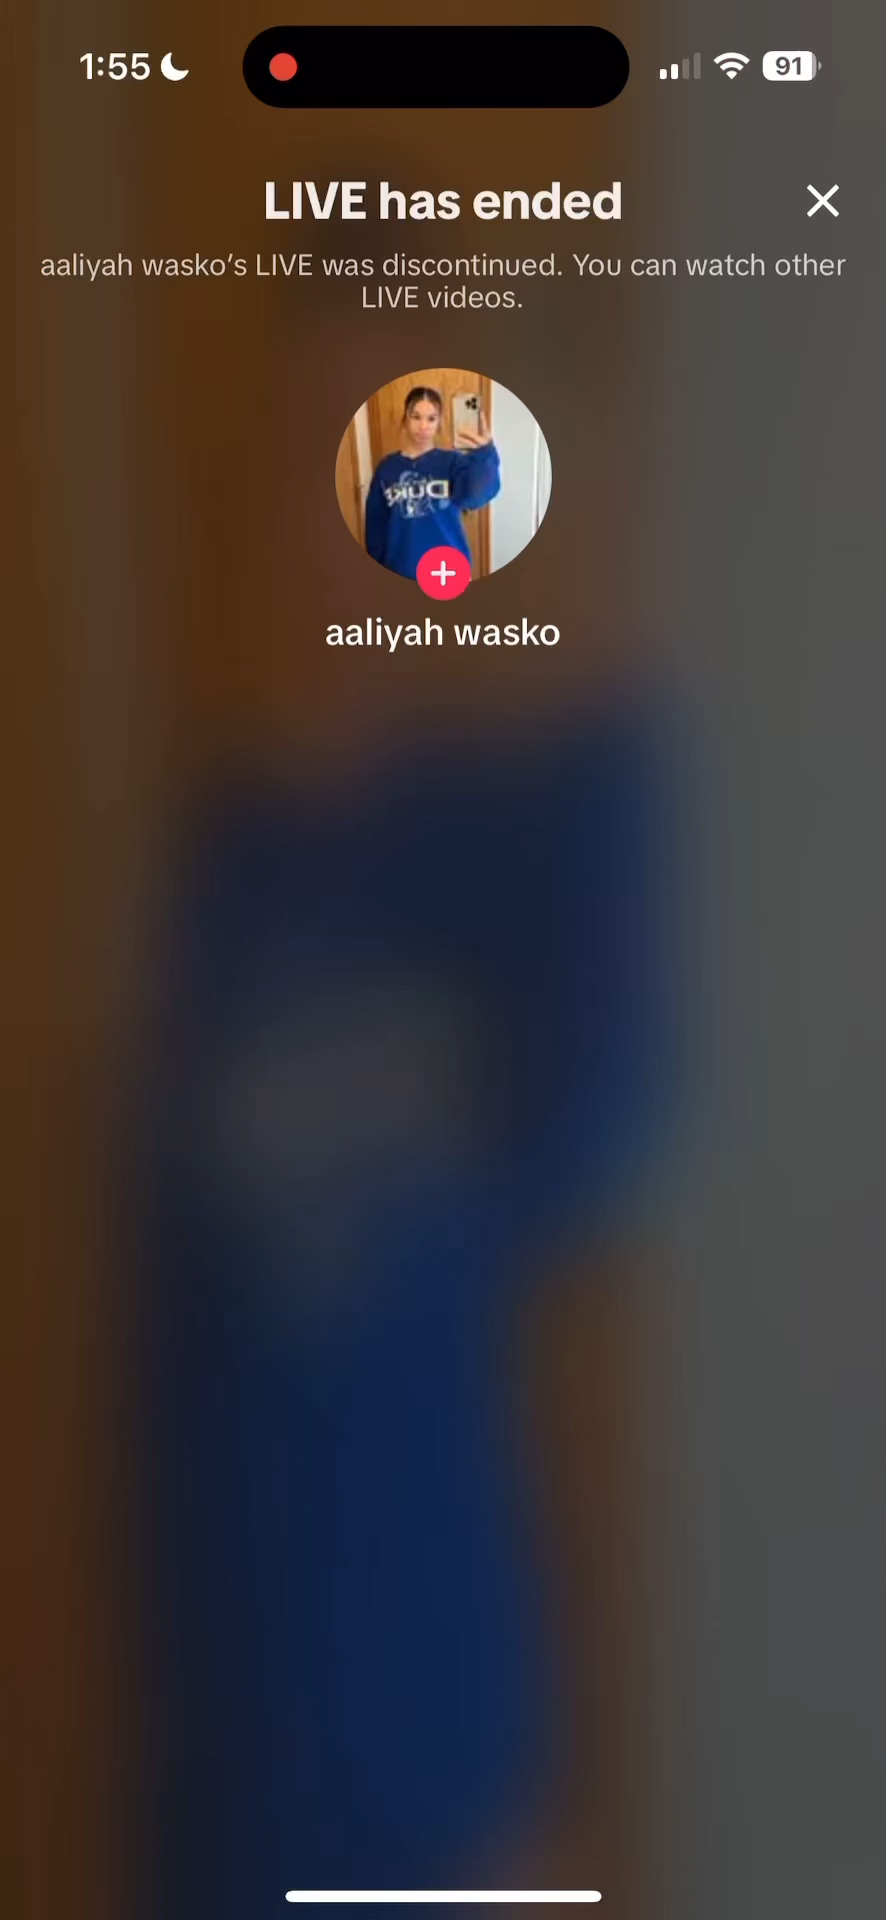 1:55
91
LIVE has ended
aaliyah wasko’s LIVE was discontinued. You can watch other
LIVE videos.
DUKE
aaliyah wasko